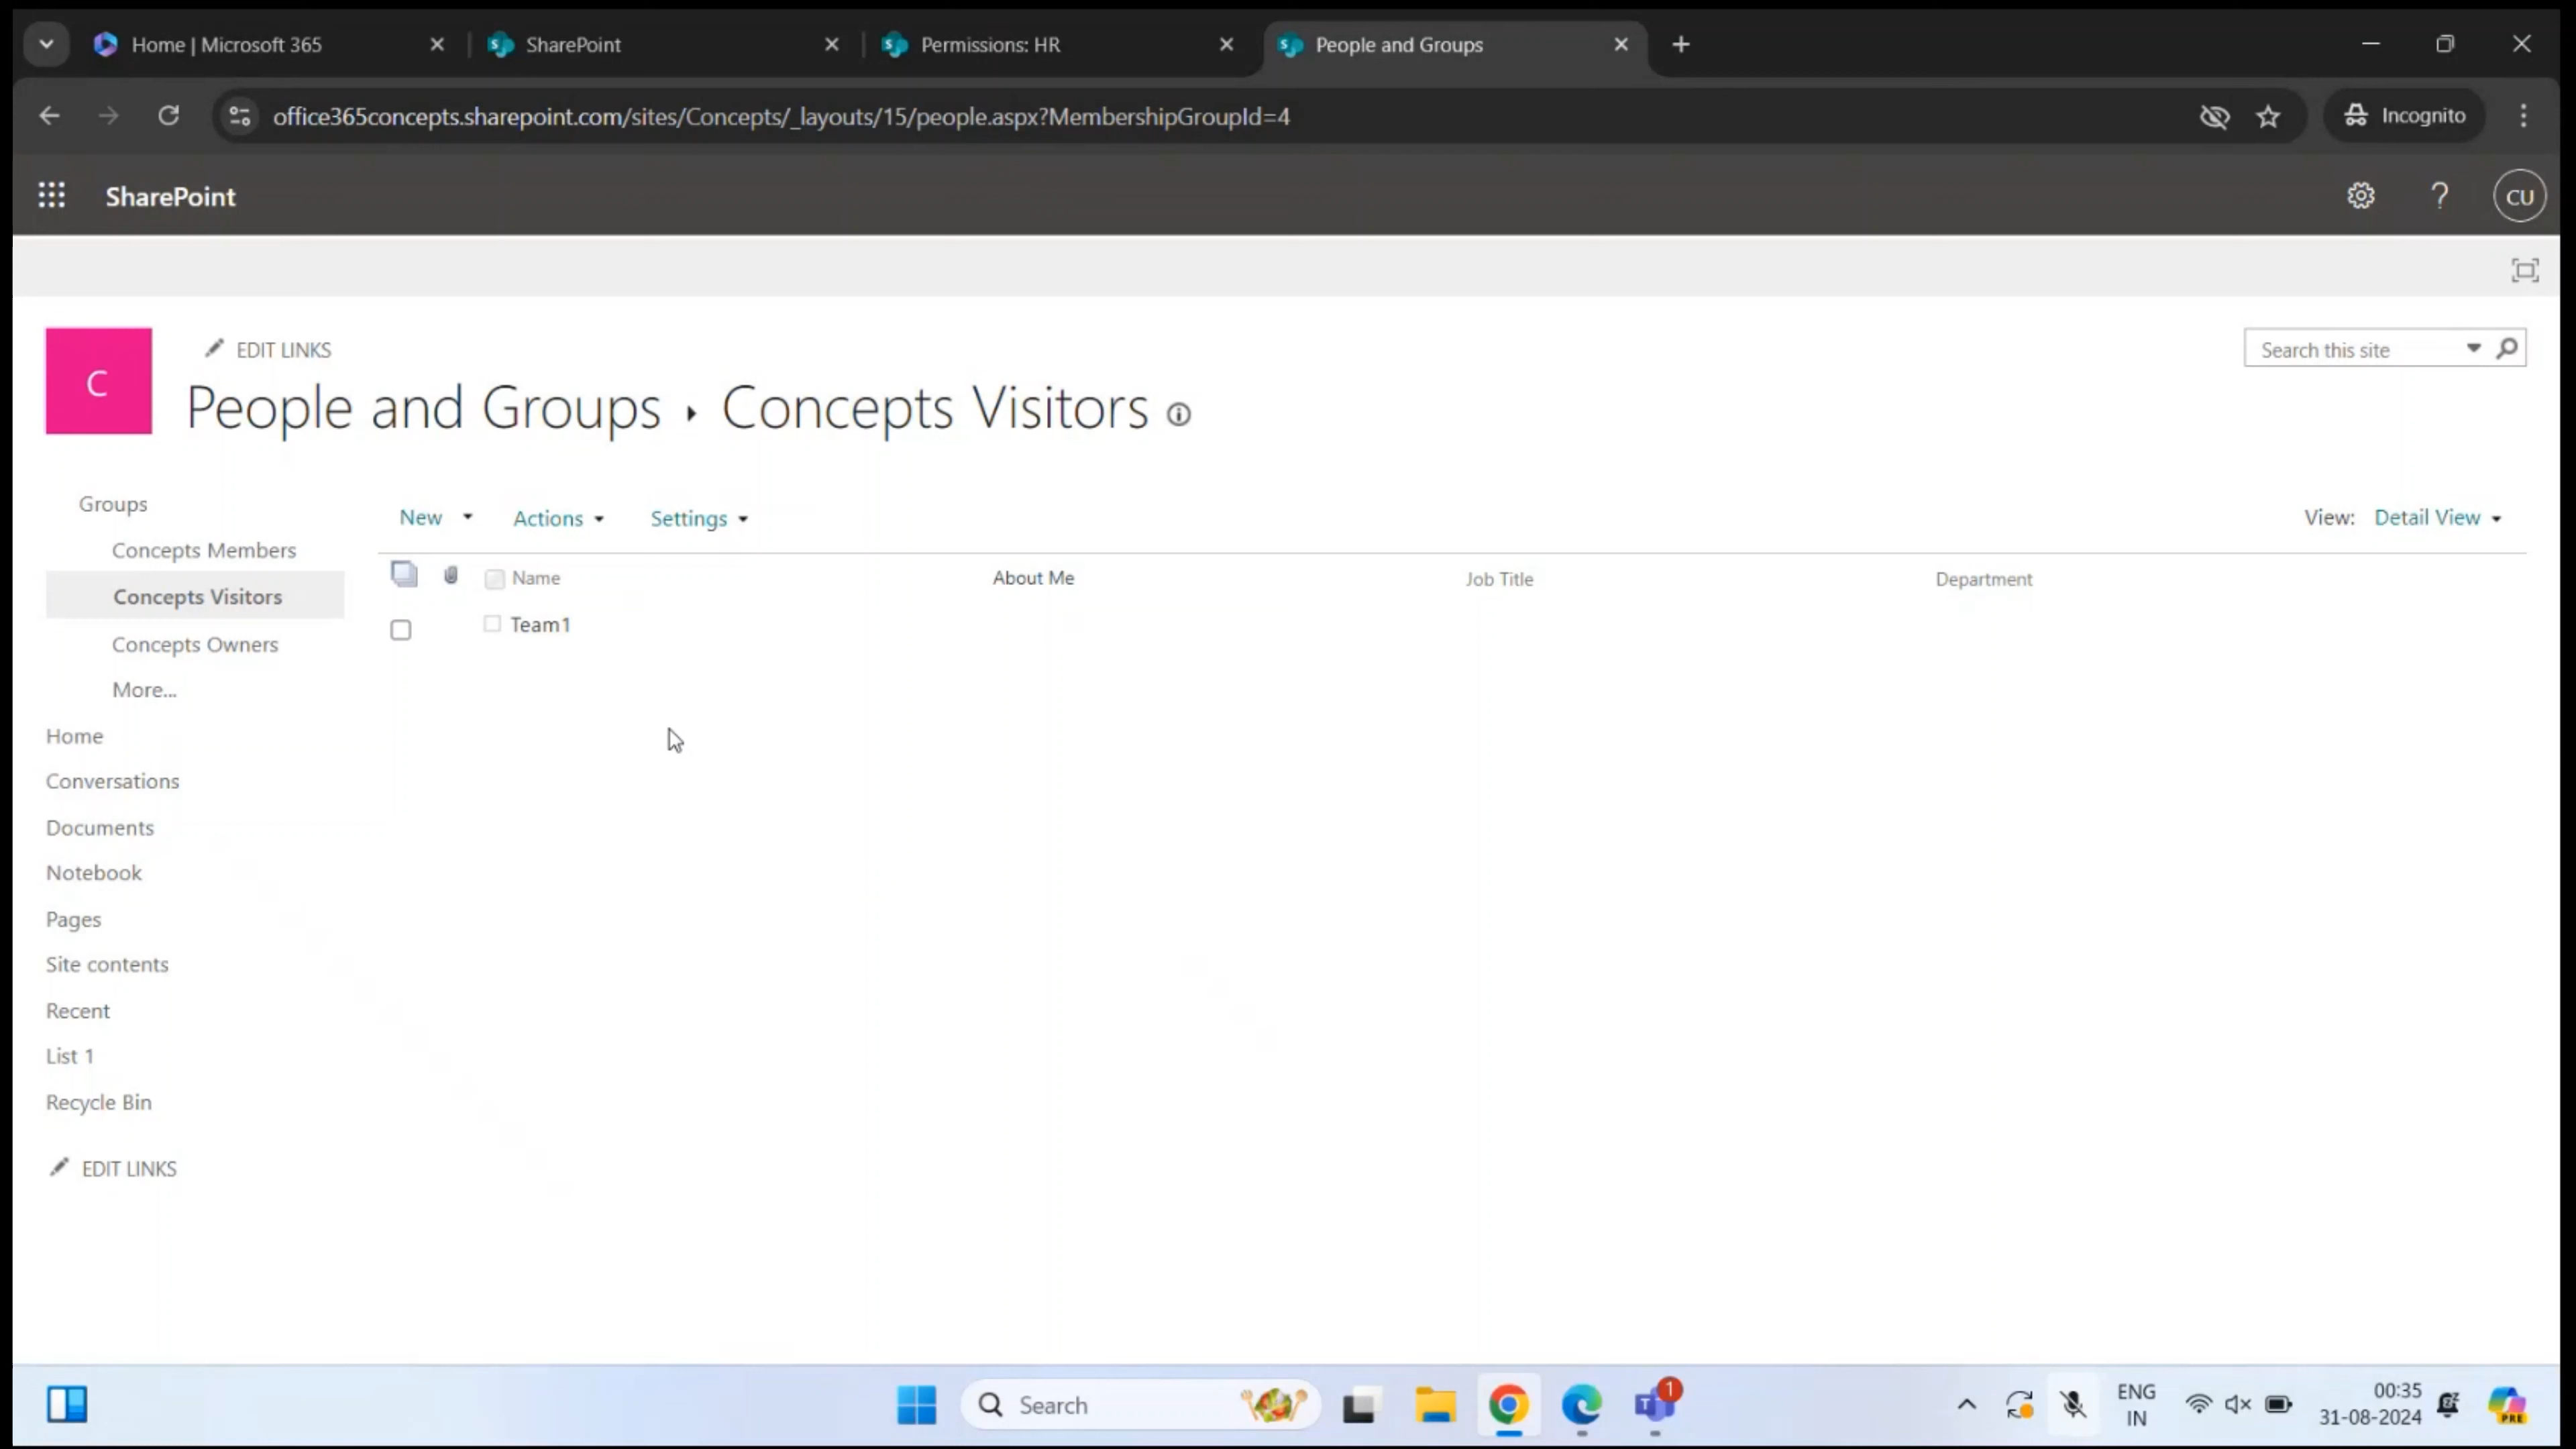 Home | Microsoft 365
SharePoint
Permissions: HR
People and Groups
office365concepts.sharepoint.com/sites/Concepts/_layouts/15/people.aspx?MembershipGroupId=4
Incognito
SharePoint
?
CU
C
EDIT LINKS
Search this site
People and Groups ▸ Concepts Visitors
Groups
Concepts Members
Concepts Visitors
Concepts Owners
More...
Home
Conversations
Documents
Notebook
Pages
Site contents
Recent
List 1
Recycle Bin
EDIT LINKS
New
Actions
Settings
View: Detail View
Name
About Me
Job Title
Department
Team1
Search
1
ENG
IN
00:35
31-08-2024
PRE